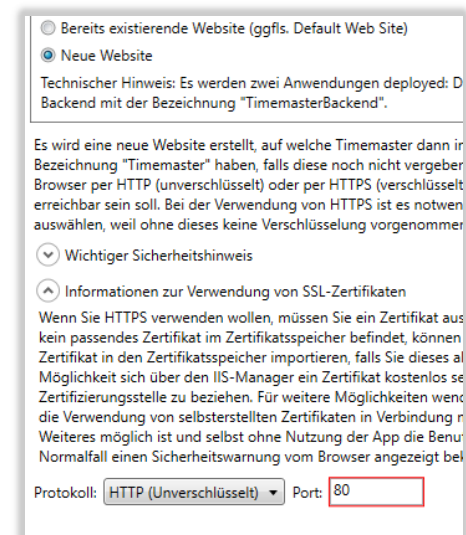 Bereits existierende Website (ggfls. Default Web Site)
Neue Website
Technischer Hinweis: Es werden zwei Anwendungen deployed: D
Backend mit der Bezeichnung "TimemasterBackend".
Es wird eine neue Website erstellt, auf welche Timemaster dann in
Bezeichnung "Timemaster" haben, falls diese noch nicht vergeben
Browser per HTTP (unverschlüsselt) oder per HTTPS (verschlüsselt
erreichbar sein soll. Bei der Verwendung von HTTPS ist es notwen
auswählen, weil ohne dieses keine Verschlüsselung vorgenommer
Wichtiger Sicherheitshinweis
Informationen zur Verwendung von SSL-Zertifikaten
Wenn Sie HTTPS verwenden wollen, müssen Sie ein Zertifikat aus
kein passendes Zertifikat im Zertifikatsspeicher befindet, können
Zertifikat in den Zertifikatsspeicher importieren, falls Sie dieses al
Möglichkeit sich über den IIS-Manager ein Zertifikat kostenlos se
Zertifizierungsstelle zu beziehen. Für weitere Möglichkeiten wend
die Verwendung von selbsterstellten Zertifikaten in Verbindung n
Weiteres möglich ist und selbst ohne Nutzung der App die Benu
Normalfall einen Sicherheitswarnung vom Browser angezeigt bek
Protokoll: HTTP (Unverschlüsselt) Port: 80